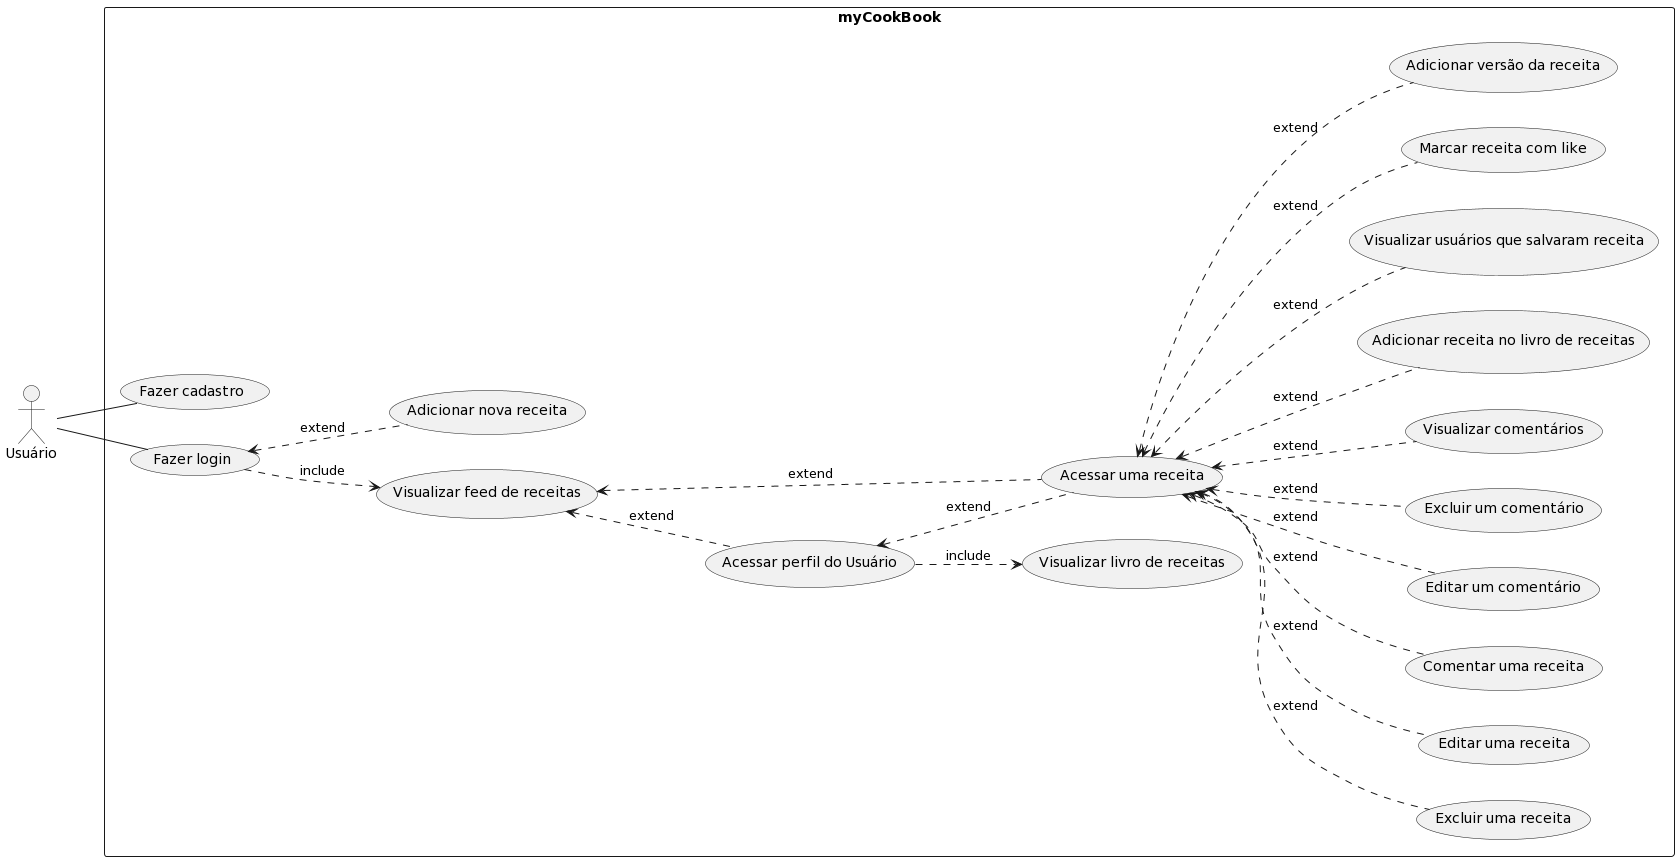 myCookBook
Usuário
Fazer cadastro
Fazer login
extend
include
Adicionar nova receita
Visualizar feed de receitas
extend
extend
Acessar perfil do Usuário
extend
include
Acessar uma receita
Visualizar livro de receitas
extend
Adicionar versão da receita
extend
Marcar receita com like
extend
Visualizar usuários que salvaram receita
extend
Adicionar receita no livro de receitas
extend
Visualizar comentários
extend
Excluir um comentário
extend
Editar um comentário
extend
Comentar uma receita
extend
Editar uma receita
extend
Excluir uma receita